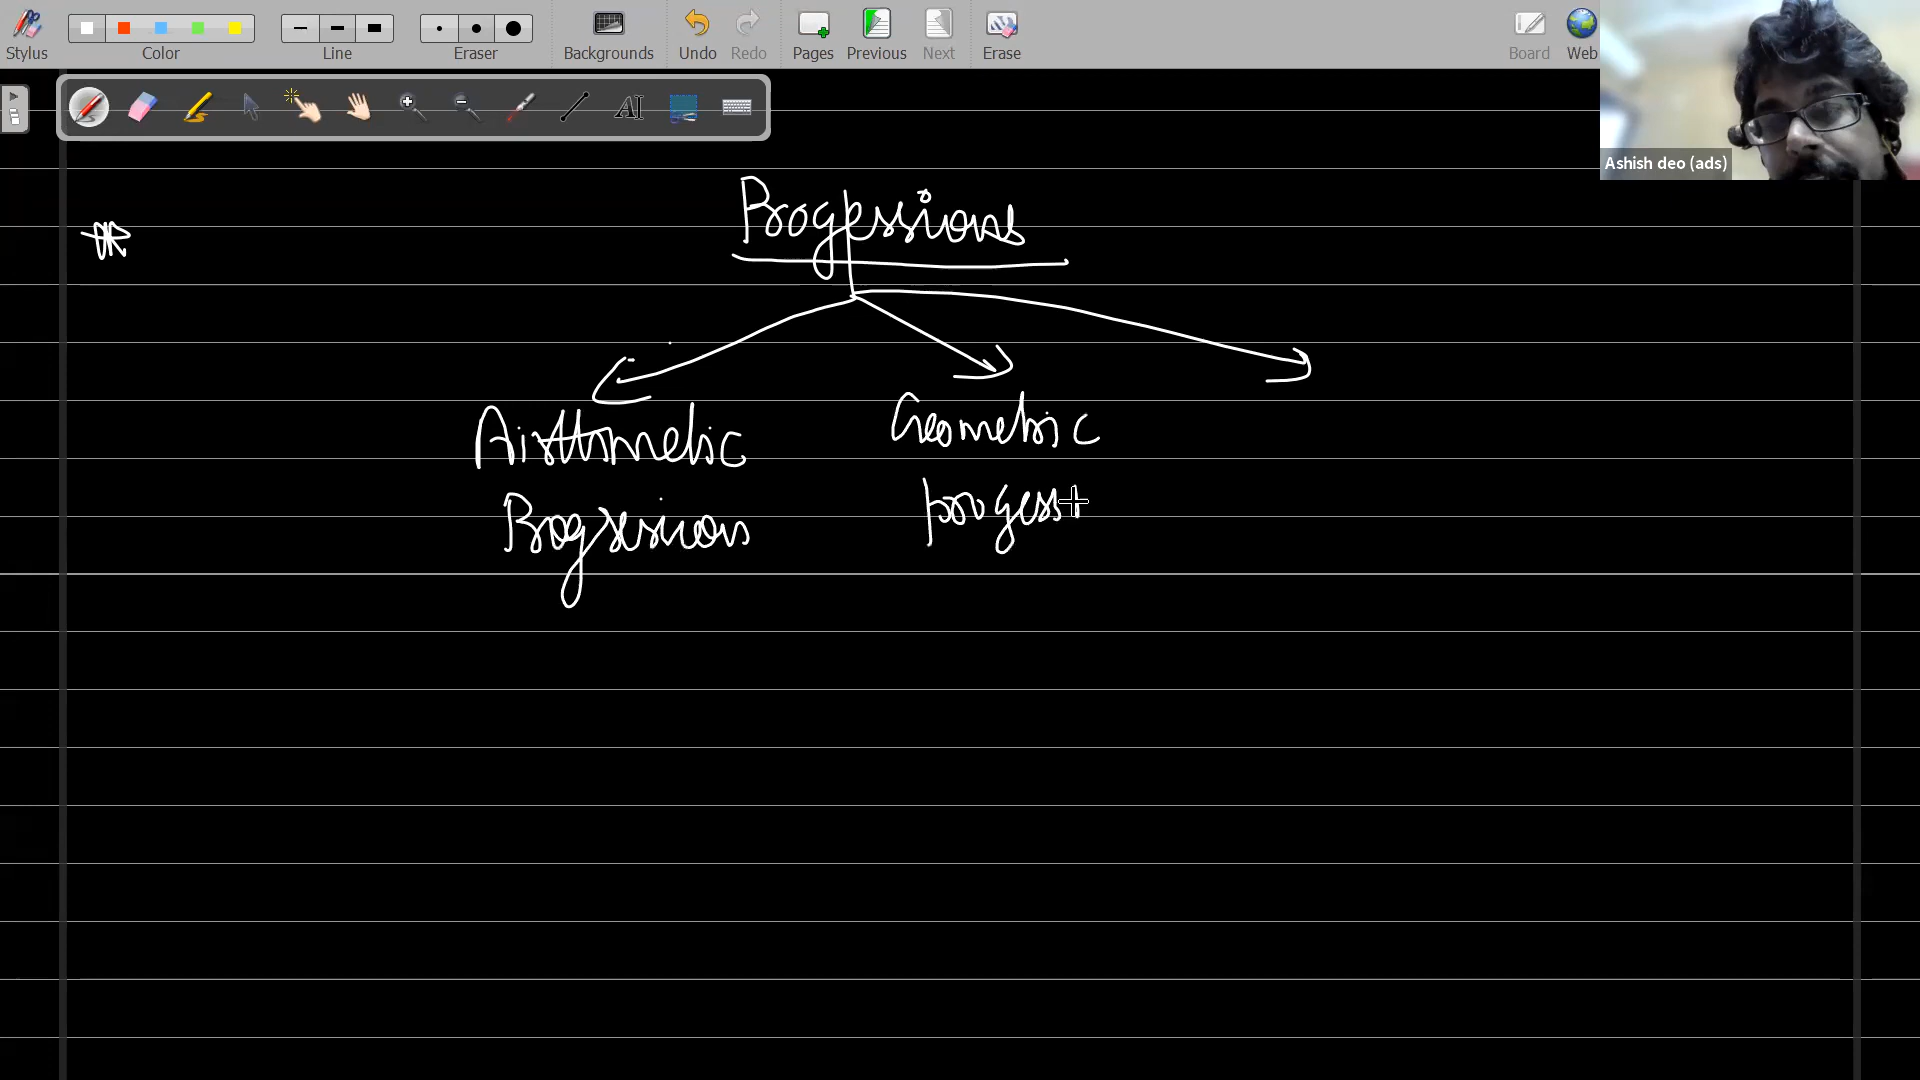 Stylus Color Line Eraser Backgrounds Undo Redo Pages Previous Next Erase Board Web
Ashish deo (ads)
Progessions
Airthmetic Geometric
Progression progess